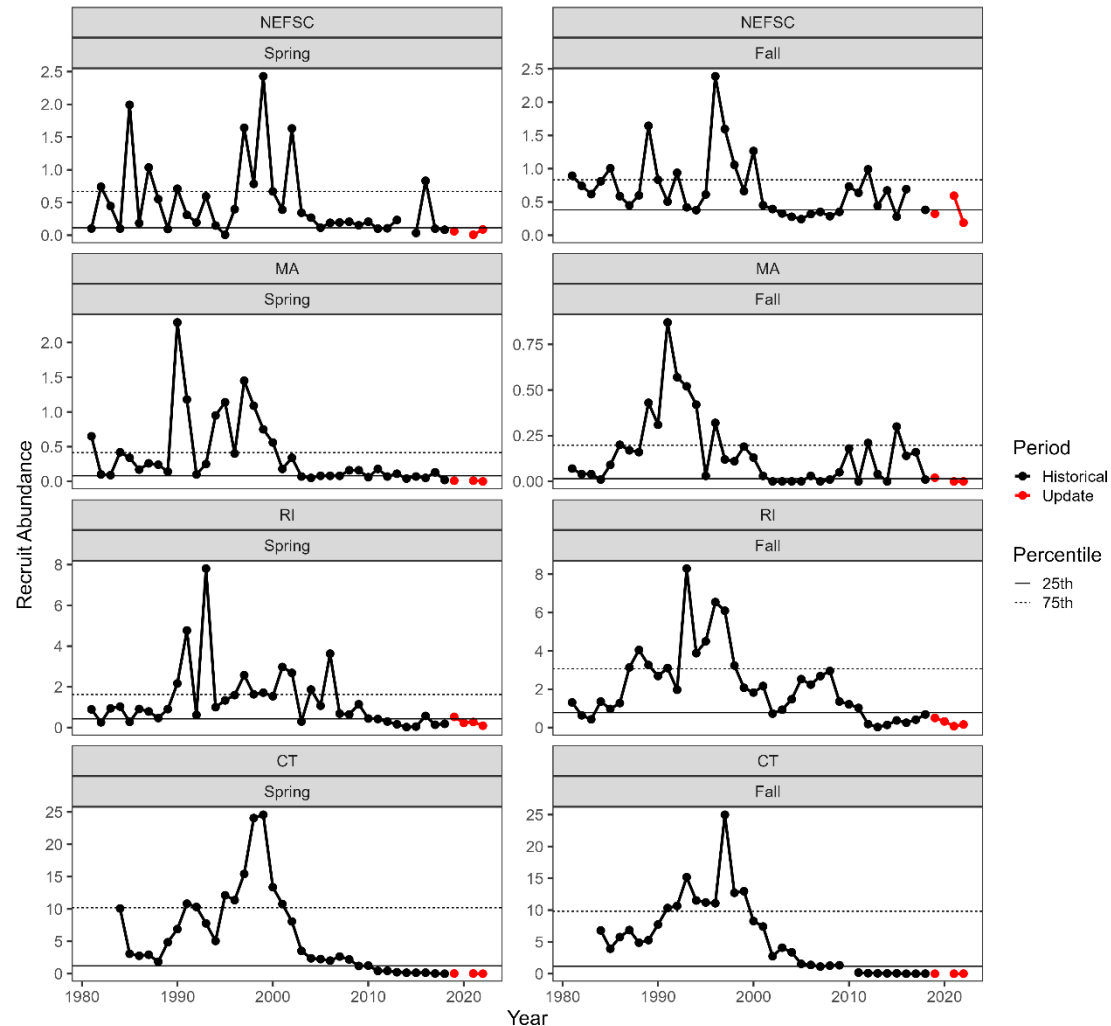 NEFSC
Spring
2.5
2.0
1.5
1.0
0.5
0.0
NEFSC
Fall
2.5
2.0
1.5
1.0
0.5
0.0
MA
Spring
2.0
1.5
1.0
0.5
0.0
MA
Fall
0.75
0.50
0.25
0.00
RI
Spring
8
6
4
2
0
RI
Fall
8
6
4
2
0
CT
Spring
25
20
15
10
5
0
1980 1990 2000 2010 2020
CT
Fall
25
20
15
10
5
0
1980 1990 2000 2010 2020
Recruit Abundance
Year
Period
Historical
Update
Percentile
25th
75th